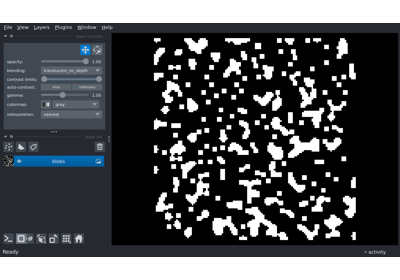 File View Layers Plugins Window Help
layer controls
opacity: 1.00
blending: translucent_no_depth
contrast limits:
auto-contrast: once continuous
gamma: 1.00
colormap: gray
interpolation: nearest
layer list
blobs
Ready activity